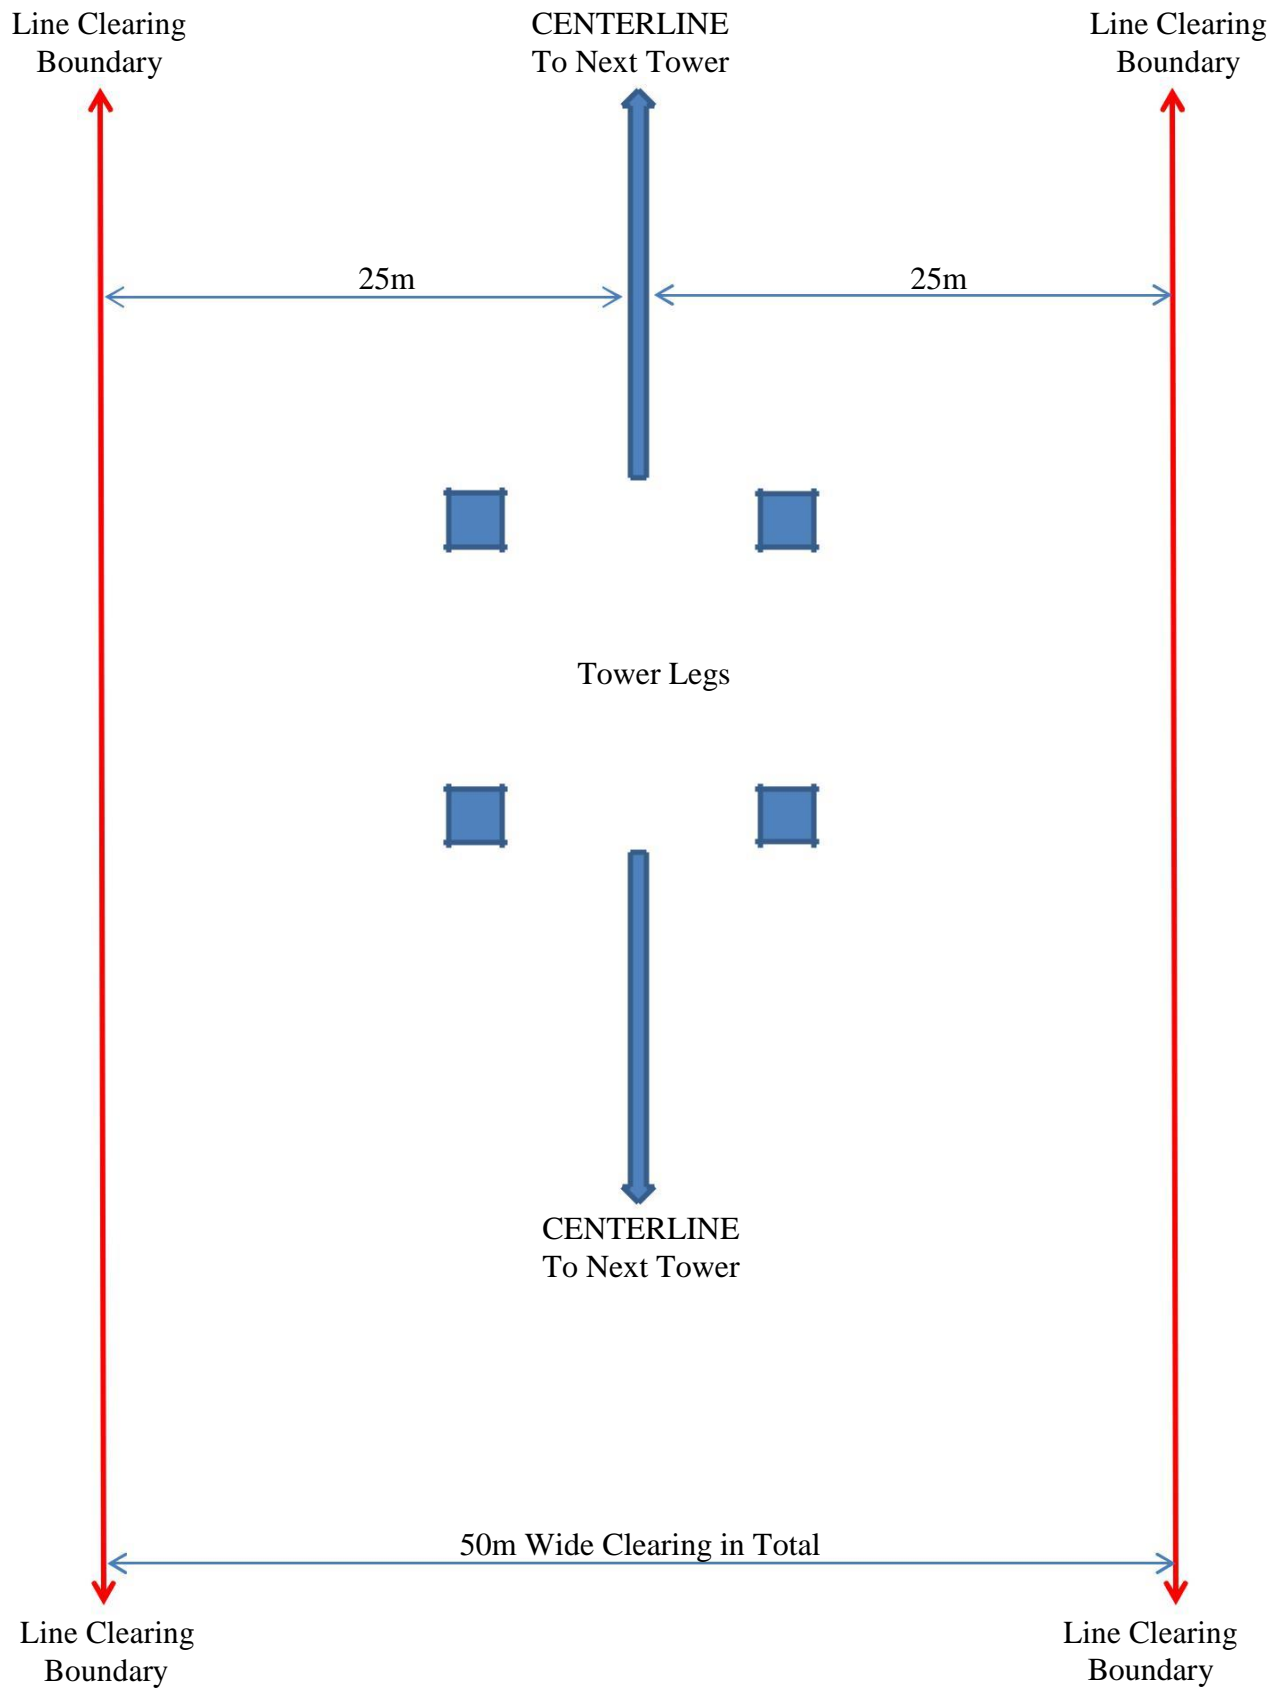 Line Clearing
Boundary
CENTERLINE
To Next Tower
Line Clearing
Boundary
25m
25m
Tower Legs
CENTERLINE
To Next Tower
50m Wide Clearing in Total
Line Clearing
Boundary
Line Clearing
Boundary